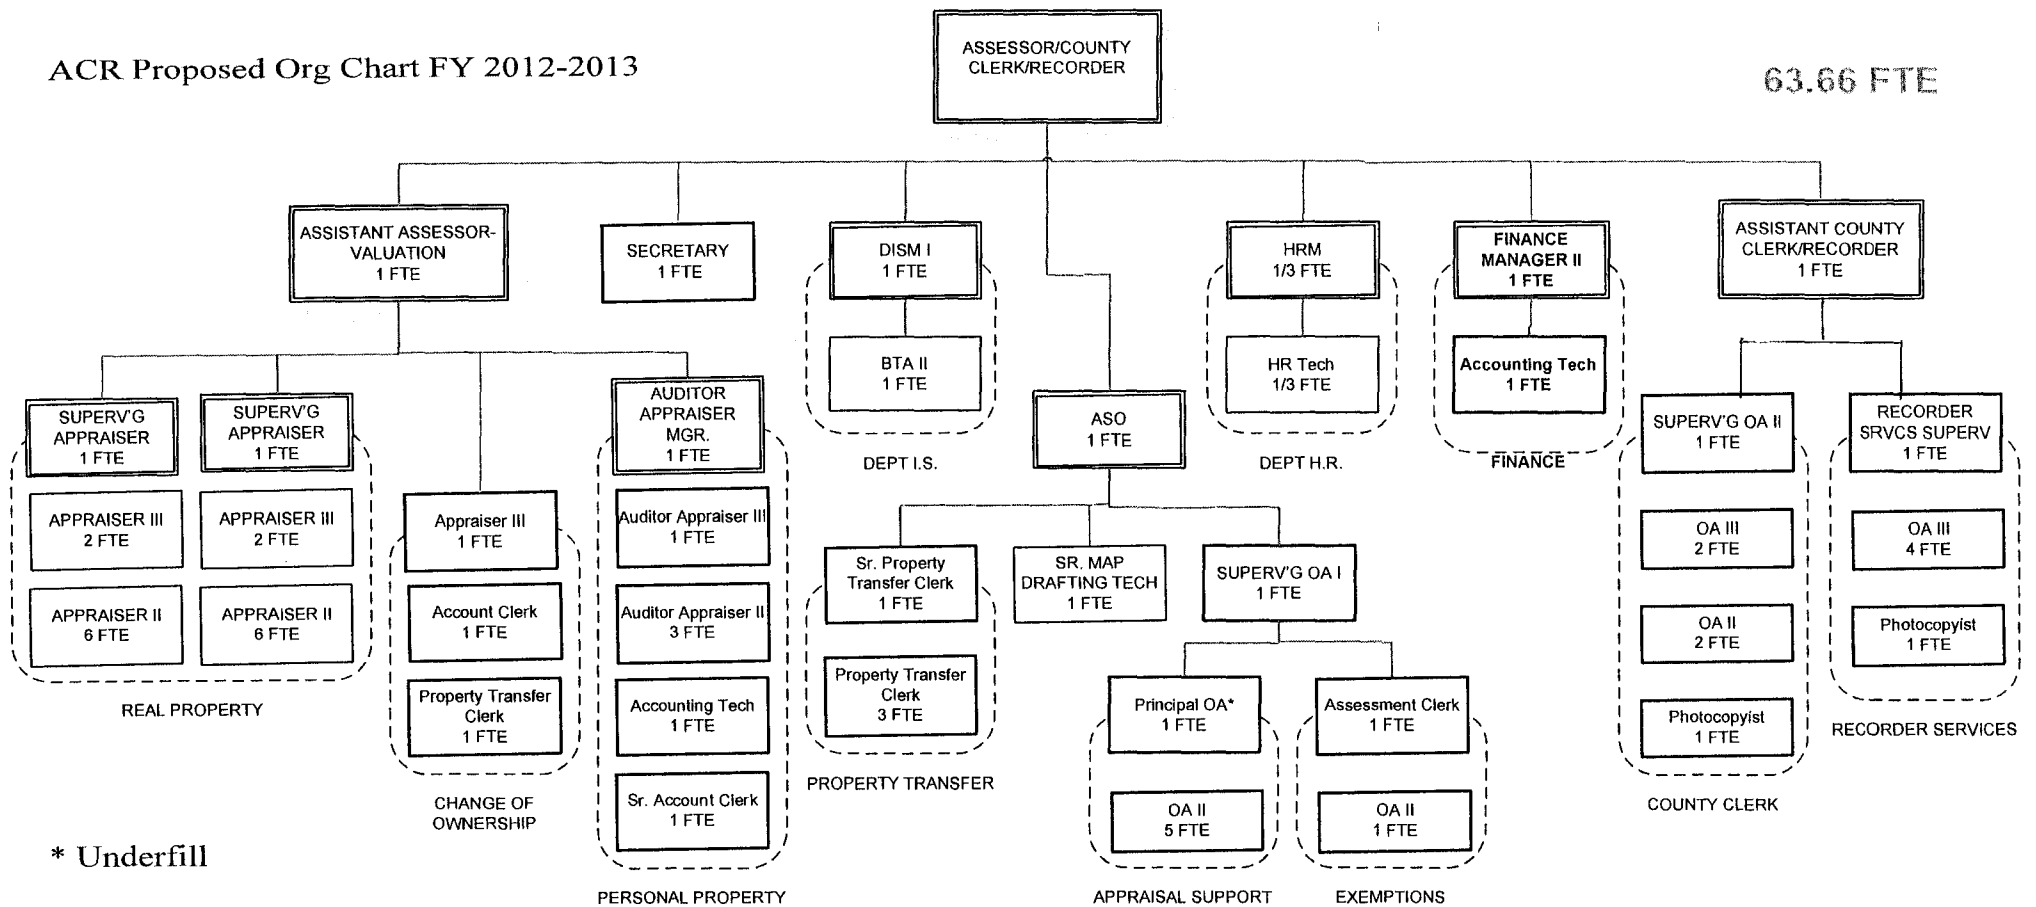 ACR Proposed Org Chart FY 2012-2013
ASSESSOR/COUNTY
CLERK/RECORDER
63.66 FTE
ASSISTANT ASSESSOR-
VALUATION
1 FTE
SECRETARY
1 FTE
DISM I
1 FTE
HRM
1/3 FTE
FINANCE
MANAGER II
1 FTE
ASSISTANT COUNTY
CLERK/RECORDER
1 FTE
BTA II
1 FTE
DEPT I.S.
HR Tech
1/3 FTE
DEPT H.R.
Accounting Tech
1 FTE
FINANCE
SUPERV'G
APPRAISER
1 FTE
SUPERV'G
APPRAISER
1 FTE
AUDITOR
APPRAISER
MGR.
1 FTE
ASO
1 FTE
SUPERV'G OA II
1 FTE
RECORDER
SRVCS SUPERV
1 FTE
APPRAISER III
2 FTE
APPRAISER III
2 FTE
APPRAISER II
6 FTE
APPRAISER II
6 FTE
REAL PROPERTY
Appraiser III
1 FTE
Account Clerk
1 FTE
Property Transfer
Clerk
1 FTE
CHANGE OF
OWNERSHIP
Auditor Appraiser III
1 FTE
Auditor Appraiser II
3 FTE
Accounting Tech
1 FTE
Sr. Account Clerk
1 FTE
PERSONAL PROPERTY
Sr. Property
Transfer Clerk
1 FTE
Property Transfer
Clerk
3 FTE
PROPERTY TRANSFER
SR. MAP
DRAFTING TECH
1 FTE
SUPERV'G OA I
1 FTE
Principal OA*
1 FTE
OA II
5 FTE
APPRAISAL SUPPORT
Assessment Clerk
1 FTE
OA II
1 FTE
EXEMPTIONS
OA III
2 FTE
OA II
2 FTE
Photocopyist
1 FTE
COUNTY CLERK
OA III
4 FTE
Photocopyist
1 FTE
RECORDER SERVICES
* Underfill